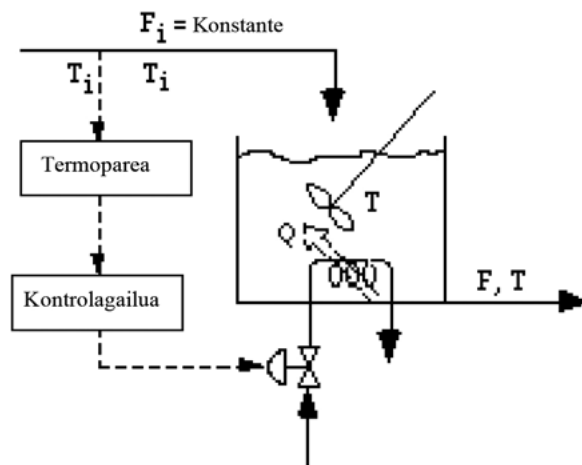 Fi = Konstante
Ti
Ti
Termoparea
T
Q
Kontrolagailua
F, T